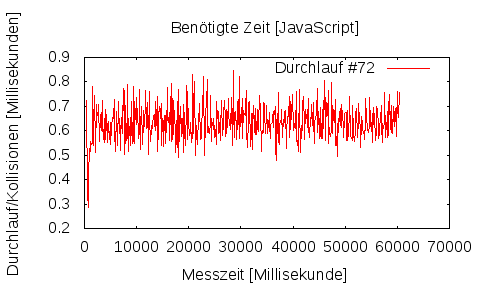 Benötigte Zeit [JavaScript]
Durchlauf/Kollisionen [Millisekunden]
0.9
0.8
0.7
0.6
0.5
0.4
0.3
0.2
Durchlauf #72
0 10000 20000 30000 40000 50000 60000 70000
Messzeit [Millisekunde]